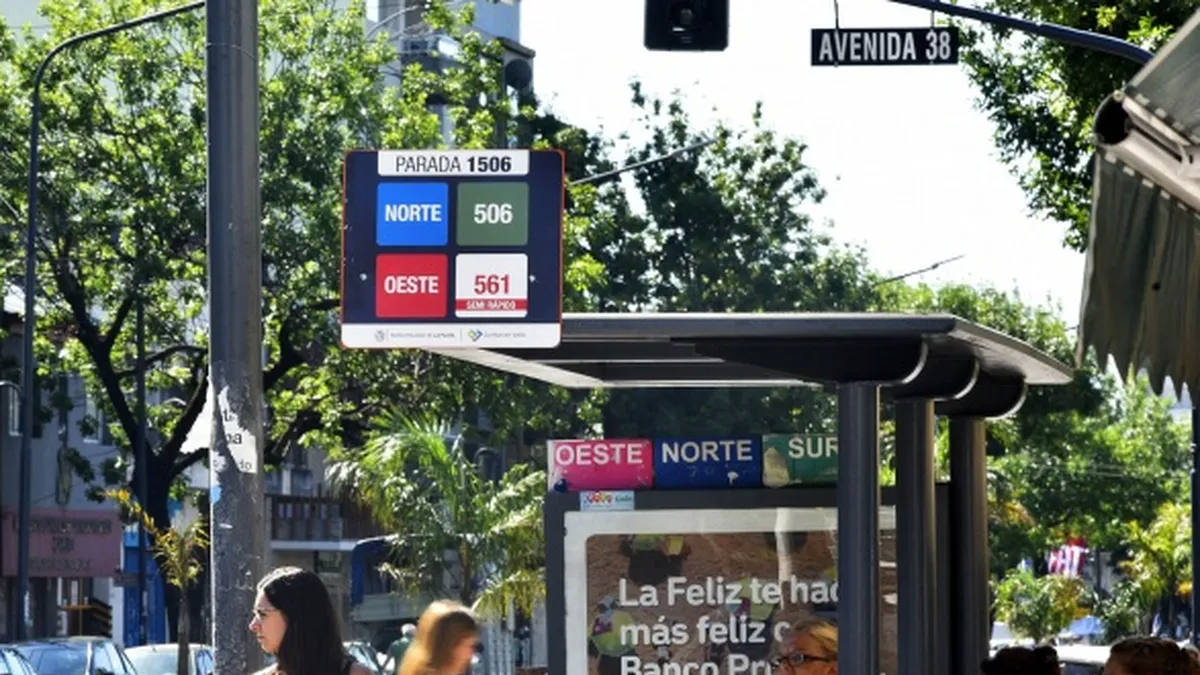 AVENIDA 38
PARADA 1506
NORTE 506
OESTE 561
SEMI RÁPIDO
OESTE NORTE SUR
La Feliz te hac
más feliz c
Banco Pr